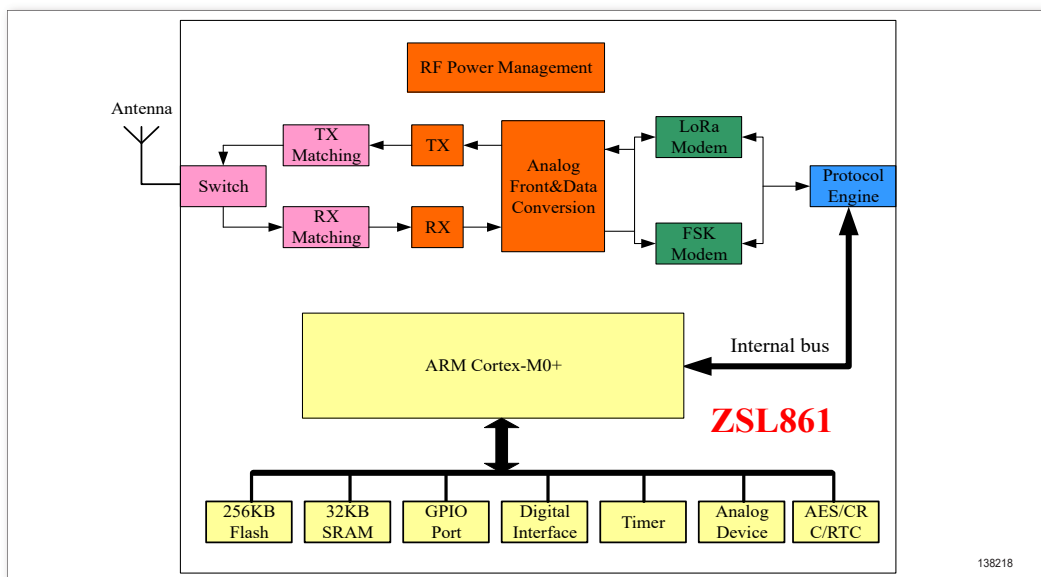 RF Power Management
Antenna
TX
Matching
TX
Analog
Front&Data
Conversion
LoRa
Modem
Switch
Protocol
Engine
RX
Matching
RX
FSK
Modem
Internal bus
ARM Cortex-M0+
ZSL861
256KB
Flash
32KB
SRAM
GPIO
Port
Digital
Interface
Timer
Analog
Device
AES/CR
C/RTC
138218